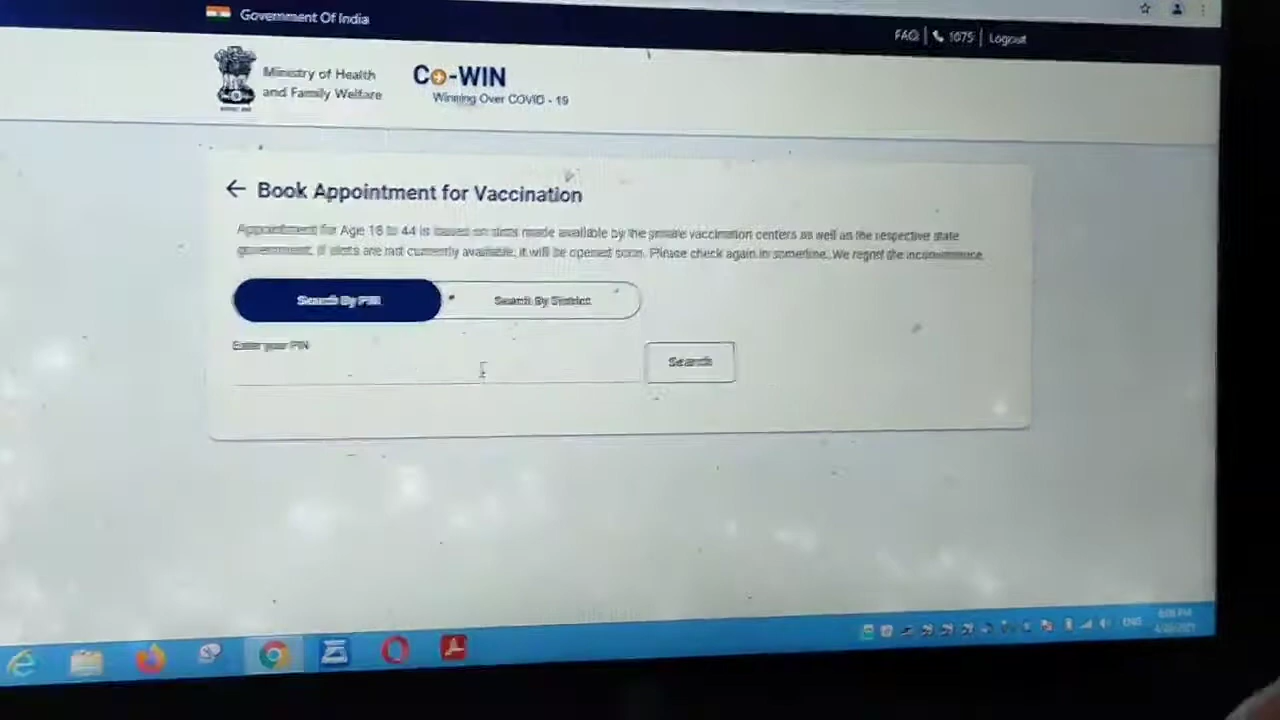 Government Of India
FAQ 1075 Logout
Ministry of Health
and Family Welfare
Co-WIN
Winning Over COVID - 19
Book Appointment for Vaccination
Appointment for Age 18 to 44 is based on slots made available by the private vaccination centers as well as the respective state
government. If slots are not currently available, it will be opened soon. Please check again in sometime. We regret the inconvenience.
Search By PIN
Search By District
Enter your PIN
Search
ENG